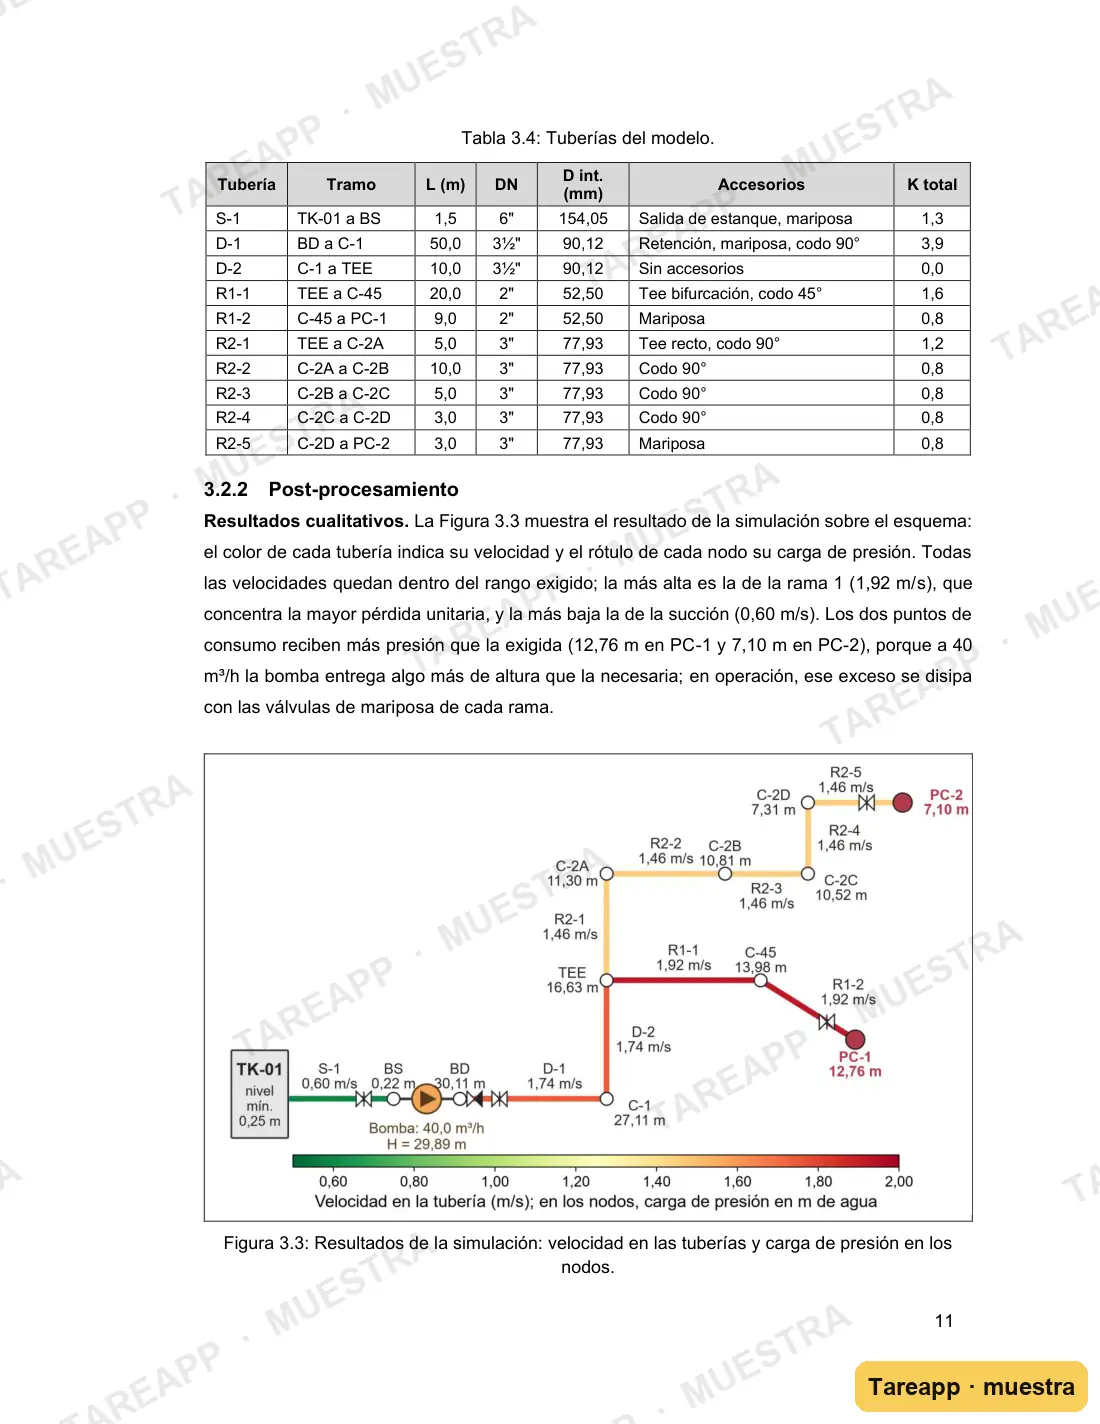 Tabla 3.4: Tuberías del modelo.
Tubería Tramo L (m) DN D int. (mm) Accesorios K total
S-1 TK-01 a BS 1,5 6" 154,05 Salida de estanque, mariposa 1,3
D-1 BD a C-1 50,0 3½" 90,12 Retención, mariposa, codo 90° 3,9
D-2 C-1 a TEE 10,0 3½" 90,12 Sin accesorios 0,0
R1-1 TEE a C-45 20,0 2" 52,50 Tee bifurcación, codo 45° 1,6
R1-2 C-45 a PC-1 9,0 2" 52,50 Mariposa 0,8
R2-1 TEE a C-2A 5,0 3" 77,93 Tee recto, codo 90° 1,2
R2-2 C-2A a C-2B 10,0 3" 77,93 Codo 90° 0,8
R2-3 C-2B a C-2C 5,0 3" 77,93 Codo 90° 0,8
R2-4 C-2C a C-2D 3,0 3" 77,93 Codo 90° 0,8
R2-5 C-2D a PC-2 3,0 3" 77,93 Mariposa 0,8
3.2.2 Post-procesamiento
Resultados cualitativos. La Figura 3.3 muestra el resultado de la simulación sobre el esquema:
el color de cada tubería indica su velocidad y el rótulo de cada nodo su carga de presión. Todas
las velocidades quedan dentro del rango exigido; la más alta es la de la rama 1 (1,92 m/s), que
concentra la mayor pérdida unitaria, y la más baja la de la succión (0,60 m/s). Los dos puntos de
consumo reciben más presión que la exigida (12,76 m en PC-1 y 7,10 m en PC-2), porque a 40
m³/h la bomba entrega algo más de altura que la necesaria; en operación, ese exceso se disipa
con las válvulas de mariposa de cada rama.
R2-5
1,46 m/s
C-2D
7,31 m
PC-2
7,10 m
R2-4
1,46 m/s
R2-2
1,46 m/s
C-2B
10,81 m
C-2A
11,30 m
R2-3
1,46 m/s
C-2C
10,52 m
R2-1
1,46 m/s
R1-1
1,92 m/s
C-45
13,98 m
TEE
16,63 m
R1-2
1,92 m/s
D-2
1,74 m/s
PC-1
12,76 m
TK-01
nivel
mín.
0,25 m
S-1
0,60 m/s
BS
0,22 m
BD
30,11 m
D-1
1,74 m/s
C-1
27,11 m
Bomba: 40,0 m³/h
H = 29,89 m
0,60 0,80 1,00 1,20 1,40 1,60 1,80 2,00
Velocidad en la tubería (m/s); en los nodos, carga de presión en m de agua
Figura 3.3: Resultados de la simulación: velocidad en las tuberías y carga de presión en los
nodos.
11
Tareapp · muestra
TAREAPP · MUESTRA